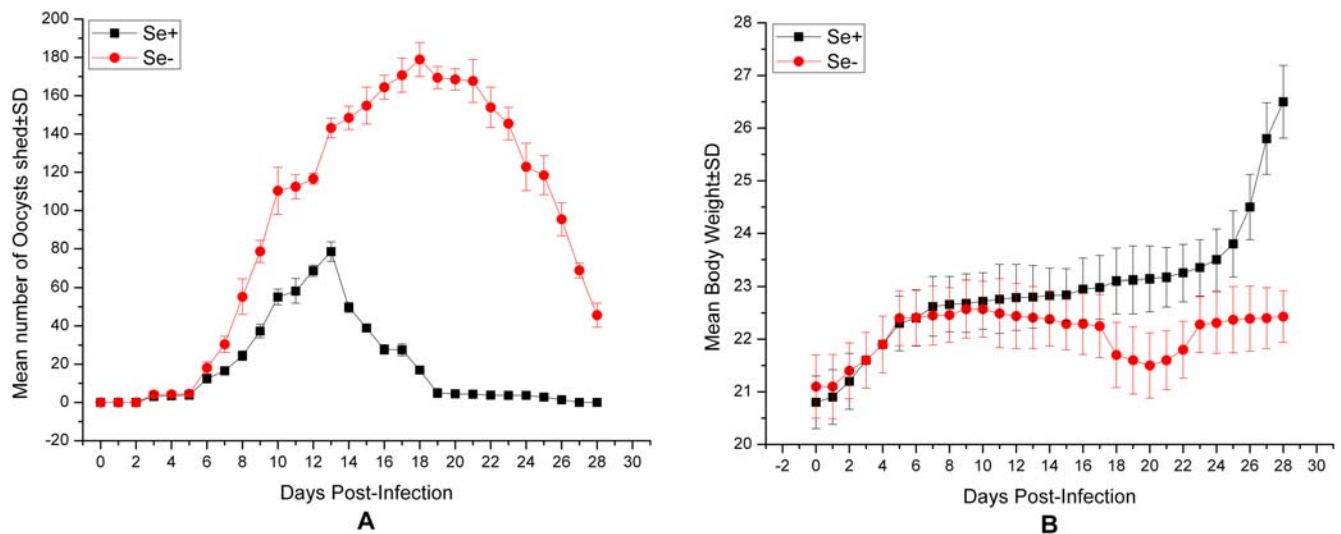 Se+
Se-
Mean number of Oocysts shed±SD
200
180
160
140
120
100
80
60
40
20
0
-20
0 2 4 6 8 10 12 14 16 18 20 22 24 26 28 30
Days Post-Infection
A
Se+
Se-
Mean Body Weight±SD
28
27
26
25
24
23
22
21
20
-2 0 2 4 6 8 10 12 14 16 18 20 22 24 26 28 30
Days Post-Infection
B